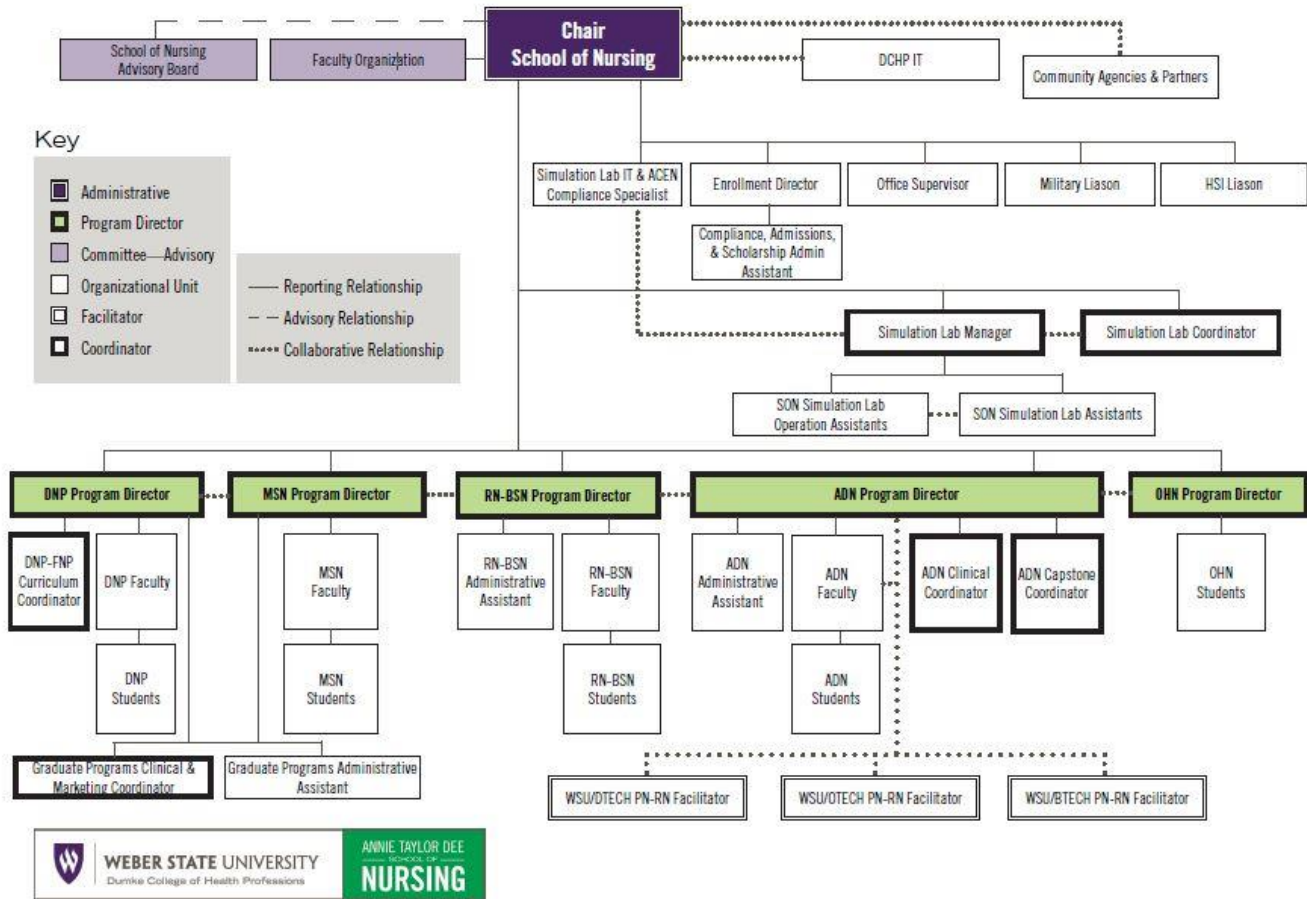 Chair
School of Nursing
School of Nursing
Advisory Board
Faculty Organization
DCHP IT
Community Agencies & Partners
Key
Administrative
Program Director
Committee—Advisory
Organizational Unit
Facilitator
Coordinator
Reporting Relationship
Advisory Relationship
Collaborative Relationship
Simulation Lab IT & ACEN
Compliance Specialist
Enrollment Director
Office Supervisor
Military Liason
HSI Liason
Compliance, Admissions,
& Scholarship Admin
Assistant
Simulation Lab Manager
Simulation Lab Coordinator
SON Simulation Lab
Operation Assistants
SON Simulation Lab Assistants
DNP Program Director
MSN Program Director
RN-BSN Program Director
ADN Program Director
OHN Program Director
DNP-FNP
Curriculum
Coordinator
DNP Faculty
MSN
Faculty
RN-BSN
Administrative
Assistant
RN-BSN
Faculty
ADN
Administrative
Assistant
ADN
Faculty
ADN Clinical
Coordinator
ADN Capstone
Coordinator
OHN
Students
DNP
Students
MSN
Students
RN-BSN
Students
ADN
Students
Graduate Programs Clinical &
Marketing Coordinator
Graduate Programs Administrative
Assistant
WSU/DTECH PN-RN Facilitator
WSU/OTECH PN-RN Facilitator
WSU/BTECH PN-RN Facilitator
W
WEBER STATE UNIVERSITY
Dumke College of Health Professions
ANNIE TAYLOR DEE
SCHOOL OF
NURSING